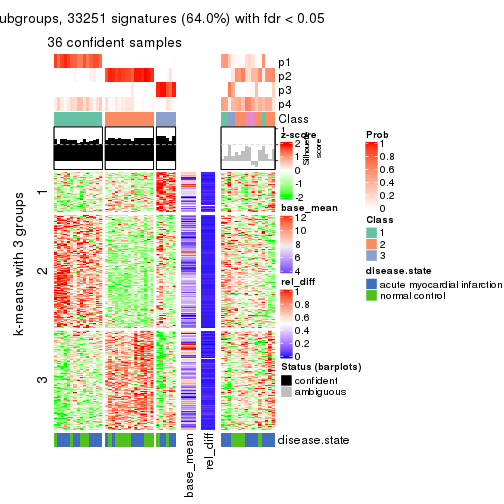 ubgroups, 33251 signatures (64.0%) with fdr < 0.05
36 confident samples
p1
p2
p3
p4
Class
1
z-score
2
1
0
-1
-2
Silhouette
score
base_mean
12
10
8
6
4
rel_diff
1
0.8
0.6
0.4
0.2
0
Status (barplots)
confident
ambiguous
Prob
1
0.8
0.6
0.4
0.2
0
Class
1
2
3
disease.state
acute myocardial infarction
normal control
k-means with 3 groups
1
2
3
disease.state
base_mean
rel_diff